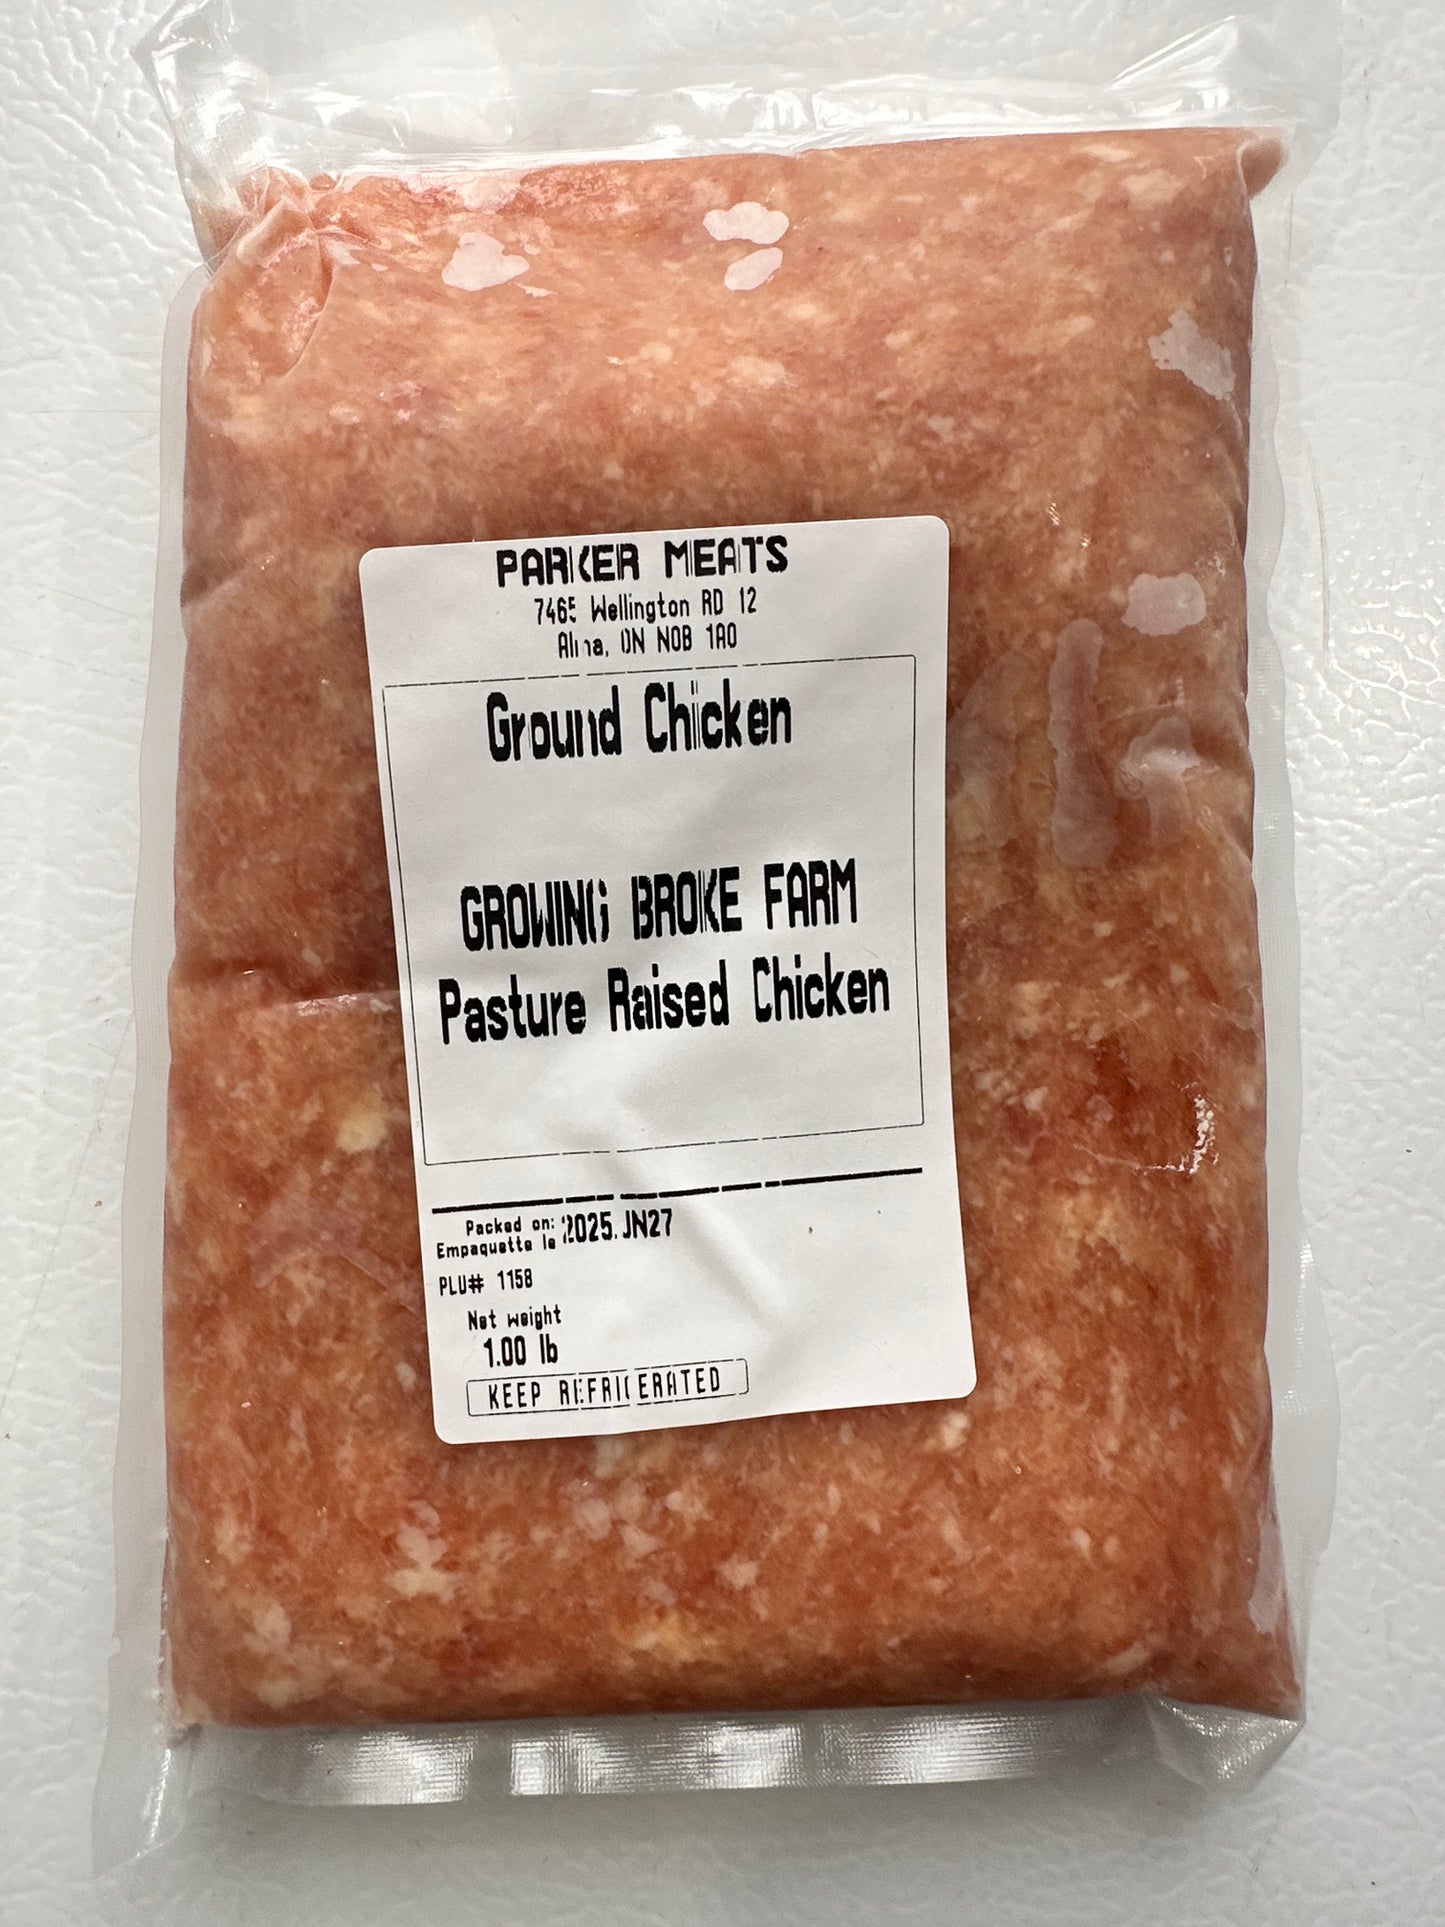 PARKER MEATS
7465 Wellington RD 12
Alma, ON N0B 1A0
Ground Chicken
GROWING BROKE FARM
Pasture Raised Chicken
Packed on: 2025.JN27
Empaquette le
PLU# 1158
Net weight
1.00 lb
KEEP REFRIGERATED